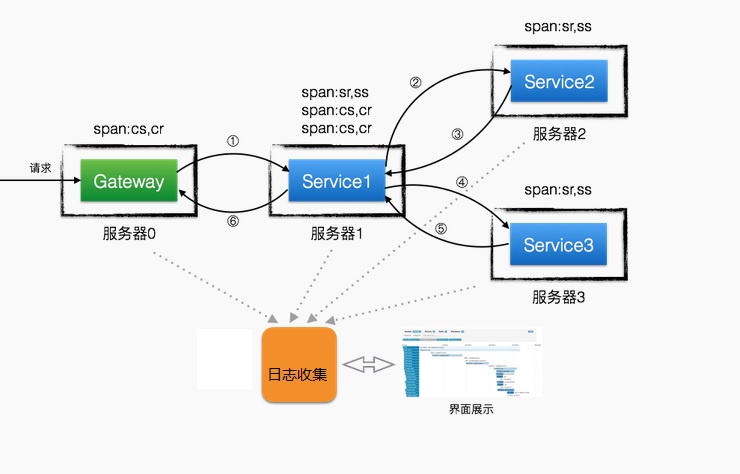 span:sr,ss
Service2
服务器2
span:sr,ss
span:cs,cr
span:cs,cr
span:cs,cr
请求
Gateway
服务器0
①
⑥
Service1
服务器1
②
③
④
⑤
span:sr,ss
Service3
服务器3
日志收集
界面展示